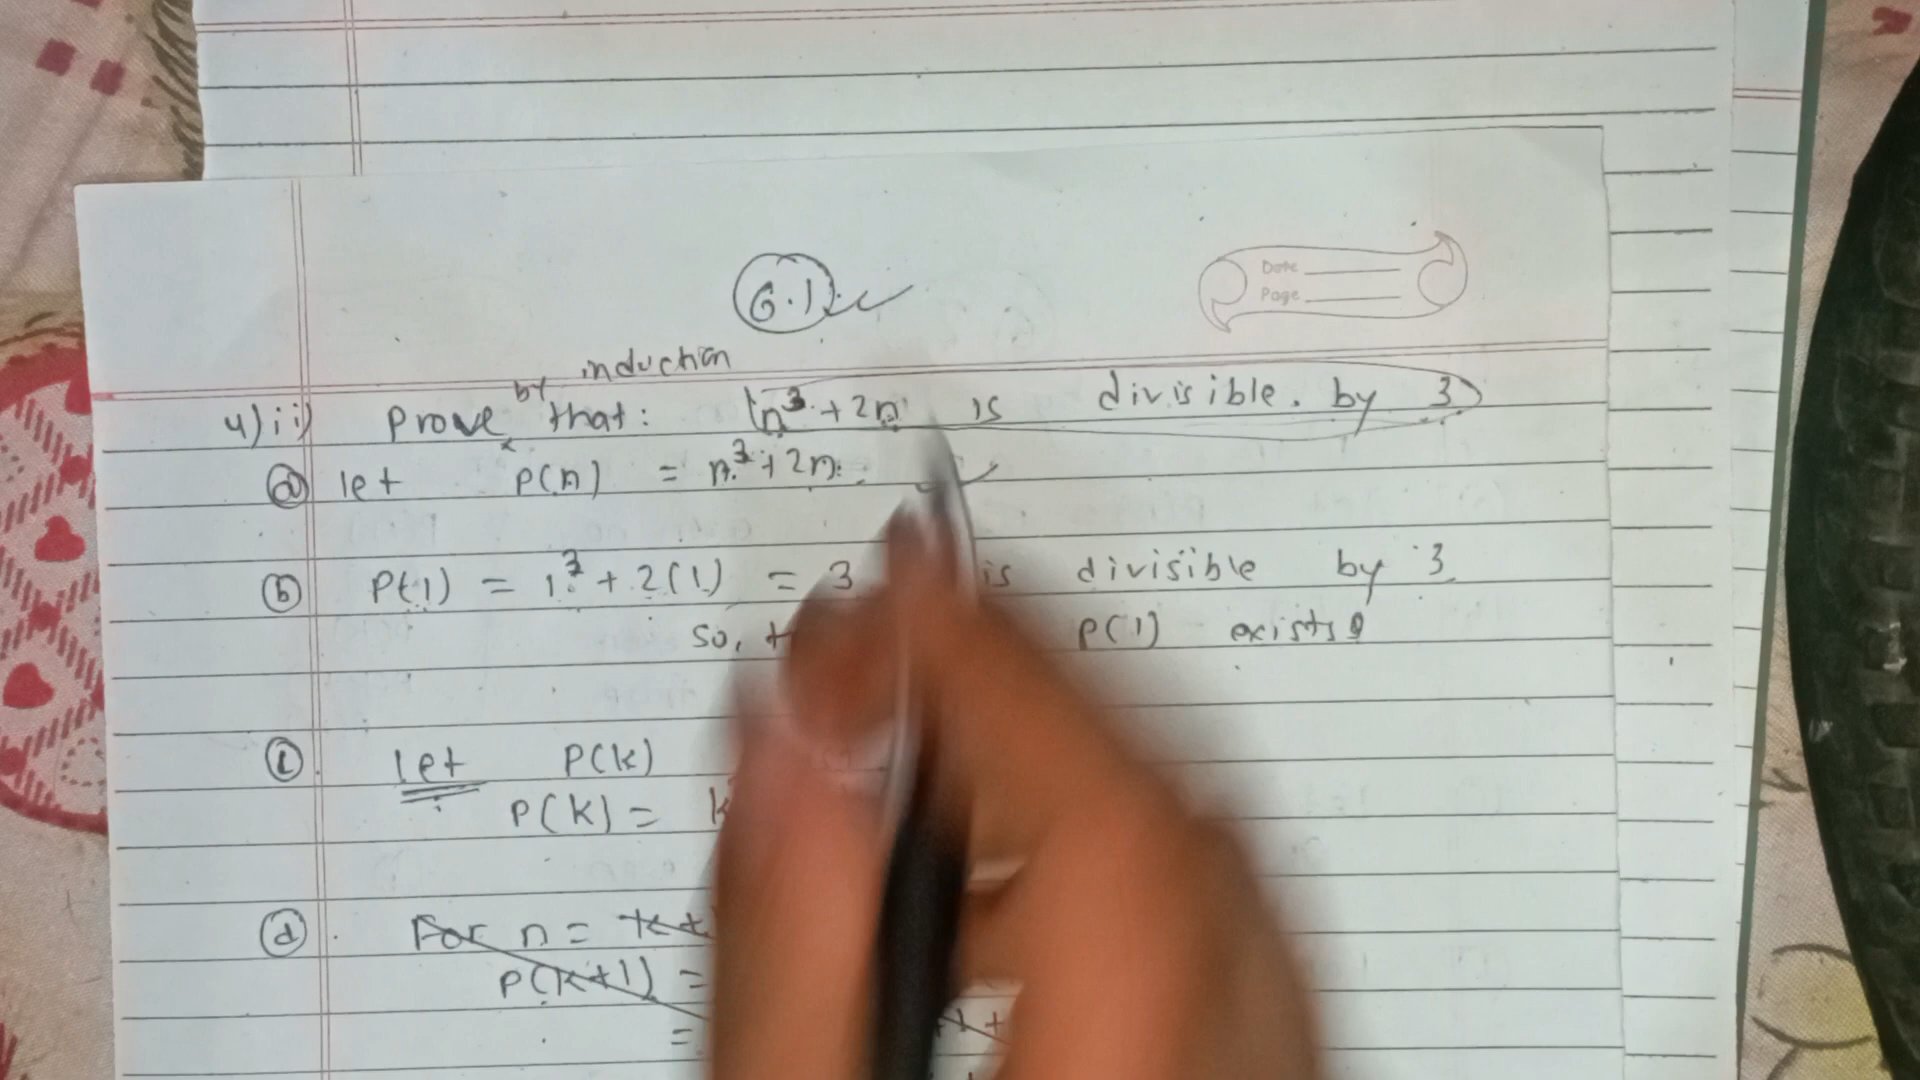 6.1
Date
Page
by induction
4) ii) Prove that: n³ + 2n is divisible. by 3
a let P(n) = n³ + 2n
b P(1) = 1³ + 2(1) = 3 is divisible by 3
so, P(1) exists
let P(k)
P(k) = k
d For n = k+
P(k+1) =
=